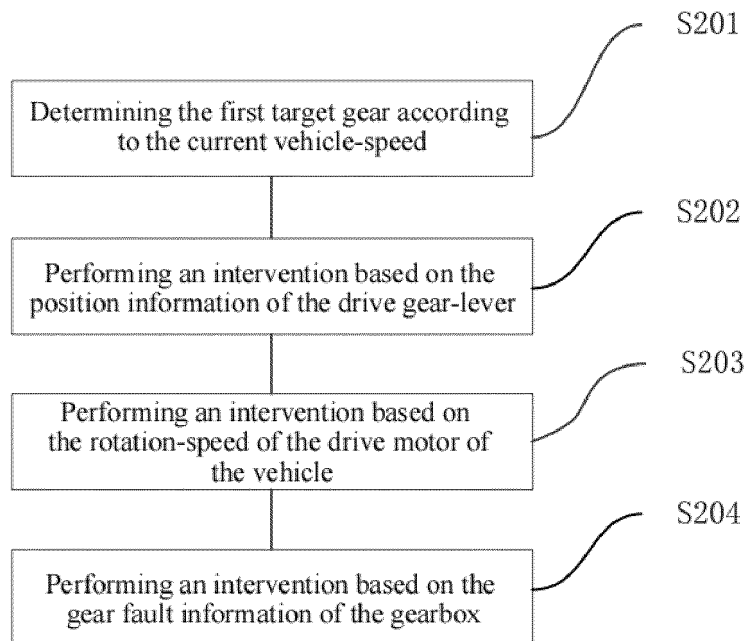 S201
Determining the first target gear according
to the current vehicle-speed
S202
Performing an intervention based on the
position information of the drive gear-lever
S203
Performing an intervention based on
the rotation-speed of the drive motor of
the vehicle
S204
Performing an intervention based on the
gear fault information of the gearbox